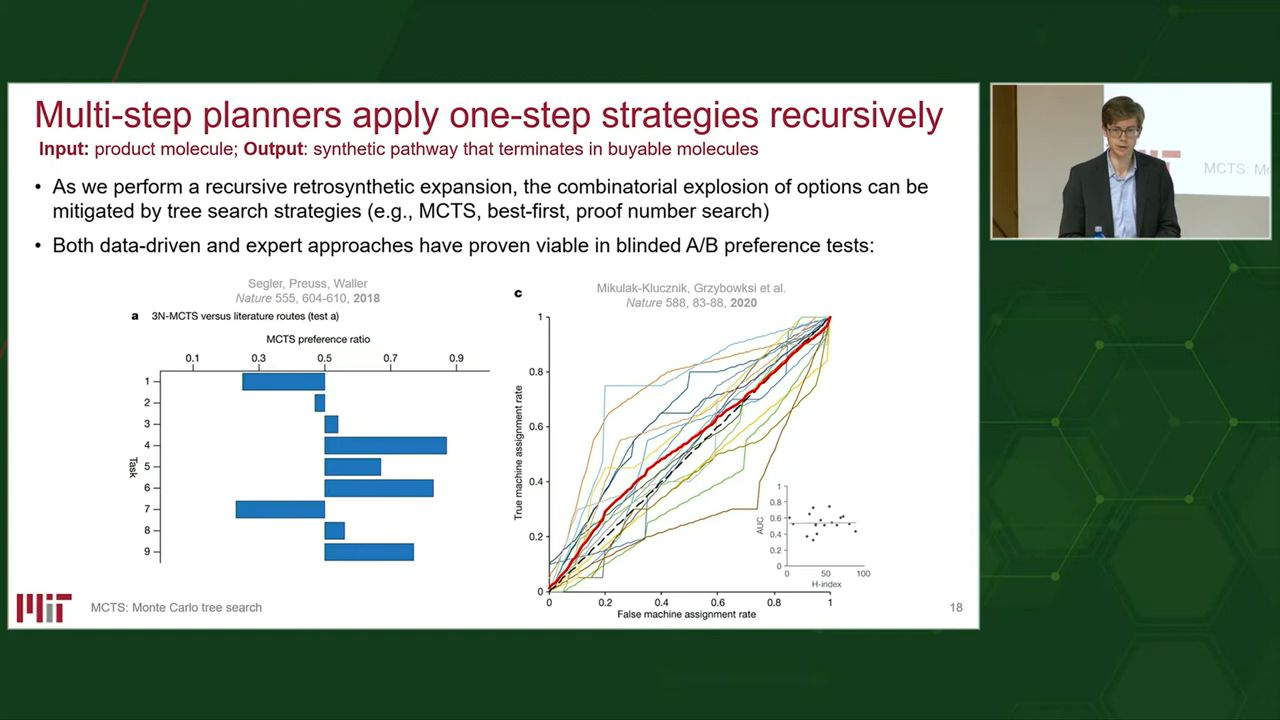 Multi-step planners apply one-step strategies recursively
Input: product molecule; Output: synthetic pathway that terminates in buyable molecules
• As we perform a recursive retrosynthetic expansion, the combinatorial explosion of options can be
mitigated by tree search strategies (e.g., MCTS, best-first, proof number search)
• Both data-driven and expert approaches have proven viable in blinded A/B preference tests:
Segler, Preuss, Waller
Nature 555, 604-610, 2018
a 3N-MCTS versus literature routes (test a)
MCTS preference ratio
0.1 0.3 0.5 0.7 0.9
Task
1
2
3
4
5
6
7
8
9
c
Mikulak-Klucznik, Grzybowksi et al.
Nature 588, 83-88, 2020
True machine assignment rate
1
0.8
0.6
0.4
0.2
0
0 0.2 0.4 0.6 0.8 1
False machine assignment rate
AUC
1
0.8
0.6
0.4
0.2
0
0 50 100
H-index
MIT
MCTS: Monte Carlo tree search
18
MCTS: Me